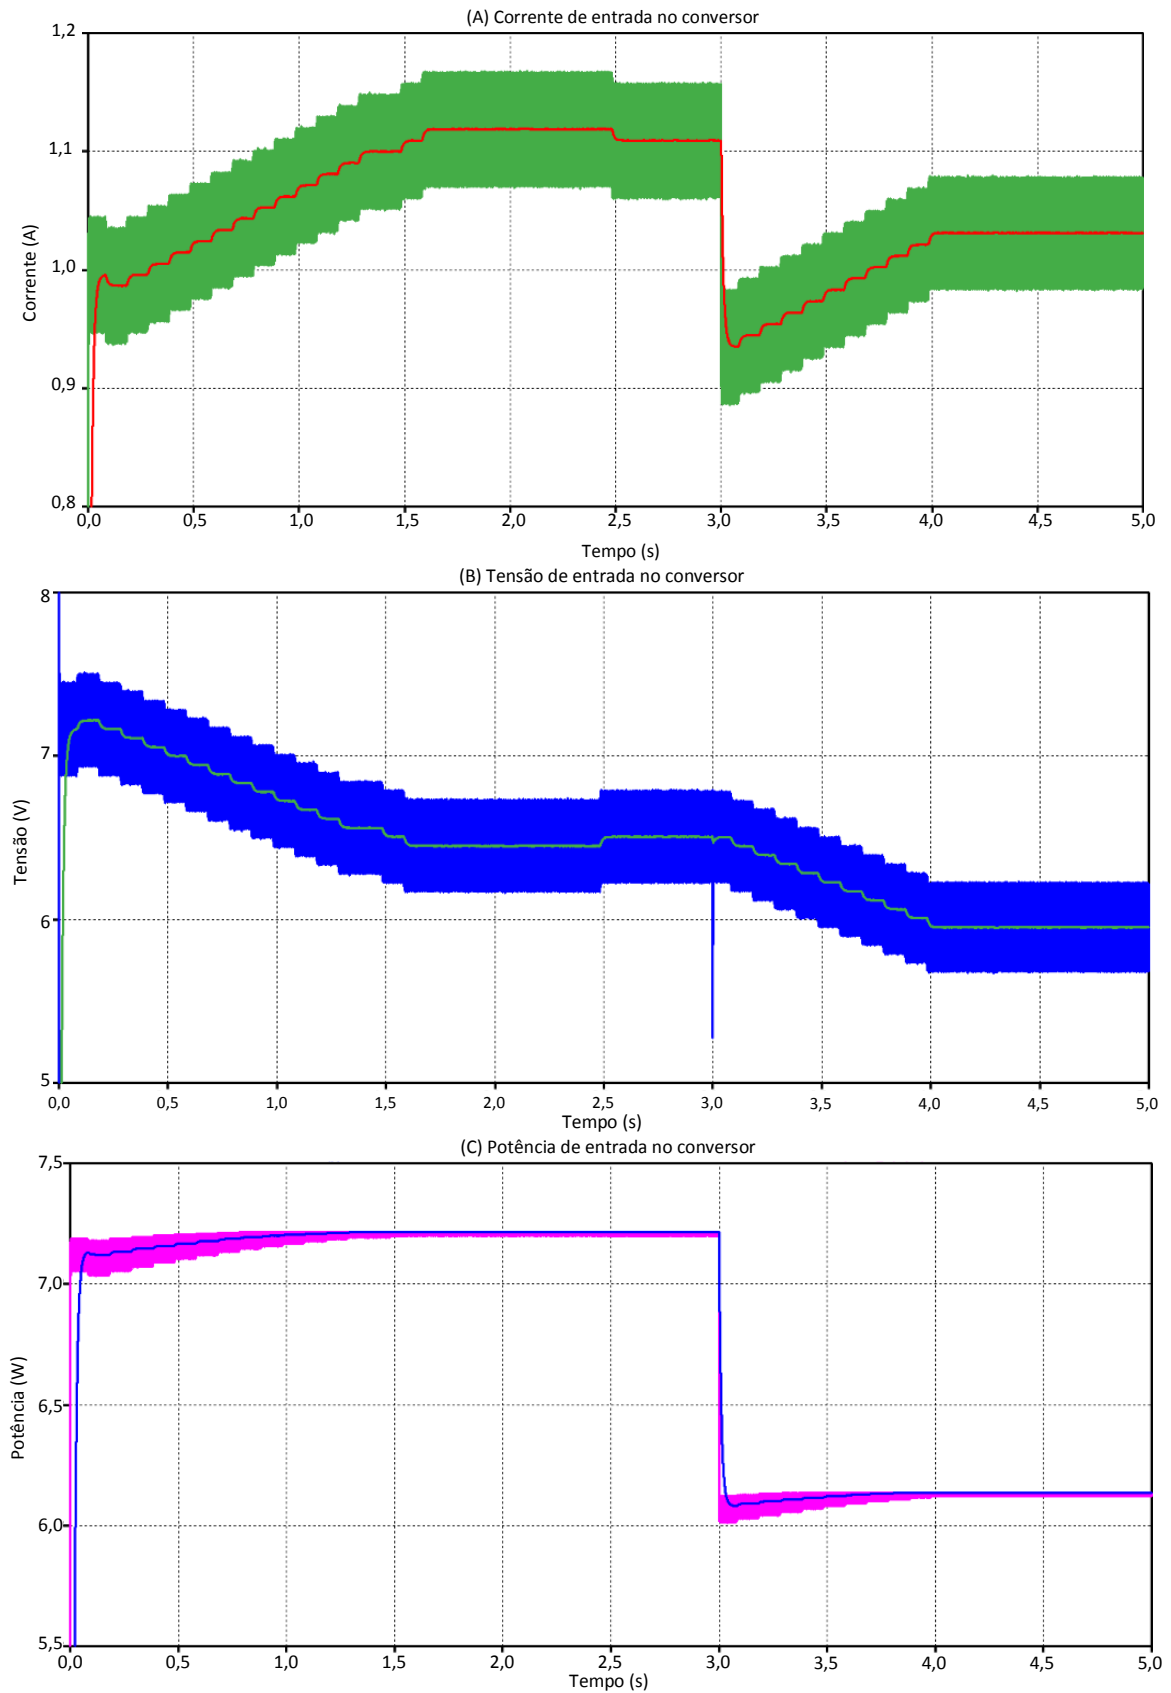 (A) Corrente de entrada no conversor
1,2
1,1
1,0
0,9
0,8
Corrente (A)
0,0 0,5 1,0 1,5 2,0 2,5 3,0 3,5 4,0 4,5 5,0
Tempo (s)
(B) Tensão de entrada no conversor
8
7
6
5
Tensão (V)
0,0 0,5 1,0 1,5 2,0 2,5 3,0 3,5 4,0 4,5 5,0
Tempo (s)
(C) Potência de entrada no conversor
7,5
7,0
6,5
6,0
5,5
Potência (W)
0,0 0,5 1,0 1,5 2,0 2,5 3,0 3,5 4,0 4,5 5,0
Tempo (s)